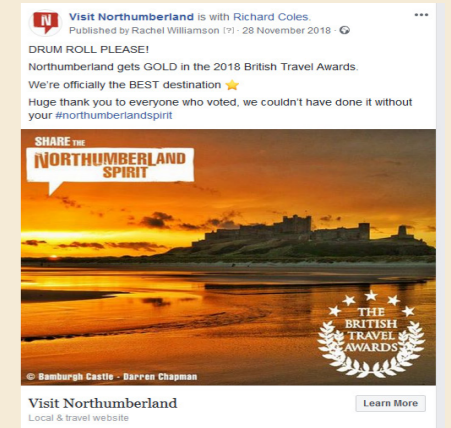 Visit Northumberland is with Richard Coles.
Published by Rachel Williamson [?] · 28 November 2018 ·
DRUM ROLL PLEASE!
Northumberland gets GOLD in the 2018 British Travel Awards.
We're officially the BEST destination ⭐
Huge thank you to everyone who voted, we couldn't have done it without
your #northumberlandspirit
SHARE THE
NORTHUMBERLAND
SPIRIT
THE
BRITISH
TRAVEL
AWARDS
© Bamburgh Castle - Darren Chapman
Visit Northumberland
Learn More
Local & travel website